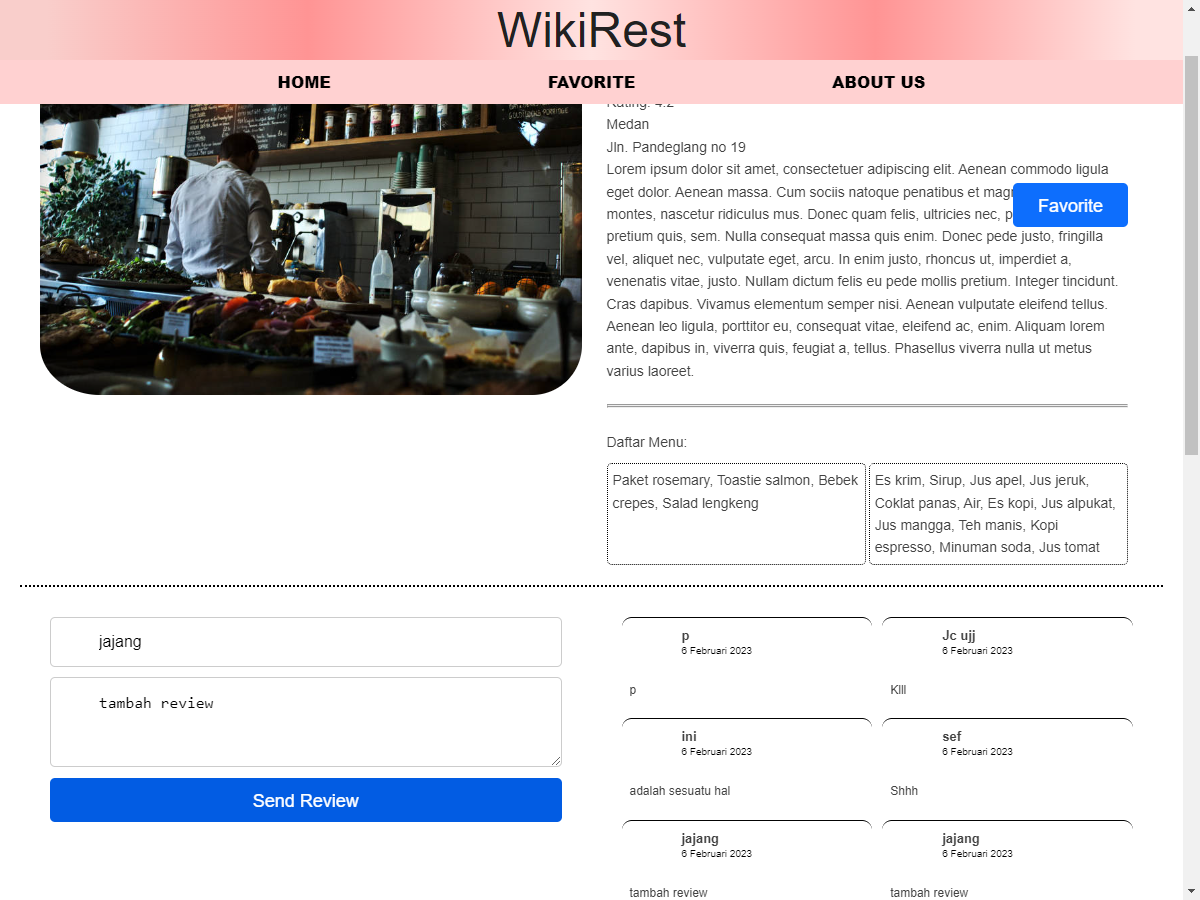 WikiRest
HOME
FAVORITE
ABOUT US
Rating: 4.2
Medan
Jln. Pandeglang no 19
Lorem ipsum dolor sit amet, consectetuer adipiscing elit. Aenean commodo ligula
eget dolor. Aenean massa. Cum sociis natoque penatibus et
montes, nascetur ridiculus mus. Donec quam felis, ultricies nec,
pretium quis, sem. Nulla consequat massa quis enim. Donec pede justo, fringilla
vel, aliquet nec, vulputate eget, arcu. In enim justo, rhoncus ut, imperdiet a,
venenatis vitae, justo. Nullam dictum felis eu pede mollis pretium. Integer tincidunt.
Cras dapibus. Vivamus elementum semper nisi. Aenean vulputate eleifend tellus.
Aenean leo ligula, porttitor eu, consequat vitae, eleifend ac, enim. Aliquam lorem
ante, dapibus in, viverra quis, feugiat a, tellus. Phasellus viverra nulla ut metus
varius laoreet.
Favorite
Daftar Menu:
Paket rosemary, Toastie salmon, Bebek
crepes, Salad lengkeng
Es krim, Sirup, Jus apel, Jus jeruk,
Coklat panas, Air, Es kopi, Jus alpukat,
Jus mangga, Teh manis, Kopi
espresso, Minuman soda, Jus tomat
jajang
tambah review
Send Review
p
6 Februari 2023
p
Jc ujj
6 Februari 2023
Klll
ini
6 Februari 2023
adalah sesuatu hal
sef
6 Februari 2023
Shhh
jajang
6 Februari 2023
tambah review
jajang
6 Februari 2023
tambah review